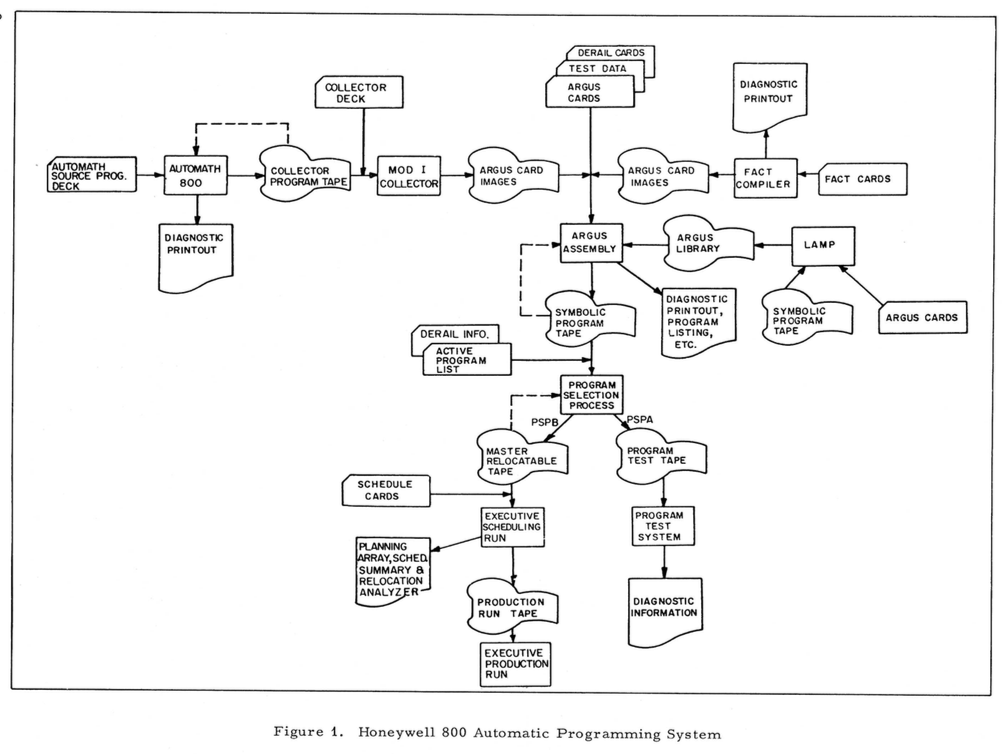 DERAIL CARDS
TEST DATA
ARGUS
CARDS
COLLECTOR
DECK
DIAGNOSTIC
PRINTOUT
AUTOMATH
SOURCE PROG.
DECK
AUTOMATH
800
COLLECTOR
PROGRAM TAPE
MOD I
COLLECTOR
ARGUS CARD
IMAGES
ARGUS CARD
IMAGES
FACT
COMPILER
FACT CARDS
DIAGNOSTIC
PRINTOUT
ARGUS
ASSEMBLY
ARGUS
LIBRARY
LAMP
SYMBOLIC
PROGRAM
TAPE
DIAGNOSTIC
PRINTOUT,
PROGRAM
LISTING,
ETC.
SYMBOLIC
PROGRAM
TAPE
ARGUS CARDS
DERAIL INFO.
ACTIVE
PROGRAM
LIST
PROGRAM
SELECTION
PROCESS
PSPB
PSPA
MASTER
RELOCATABLE
TAPE
PROGRAM
TEST TAPE
SCHEDULE
CARDS
EXECUTIVE
SCHEDULING
RUN
PROGRAM
TEST
SYSTEM
PLANNING
ARRAY, SCHED.
SUMMARY &
RELOCATION
ANALYZER
PRODUCTION
RUN TAPE
DIAGNOSTIC
INFORMATION
EXECUTIVE
PRODUCTION
RUN
Figure 1. Honeywell 800 Automatic Programming System